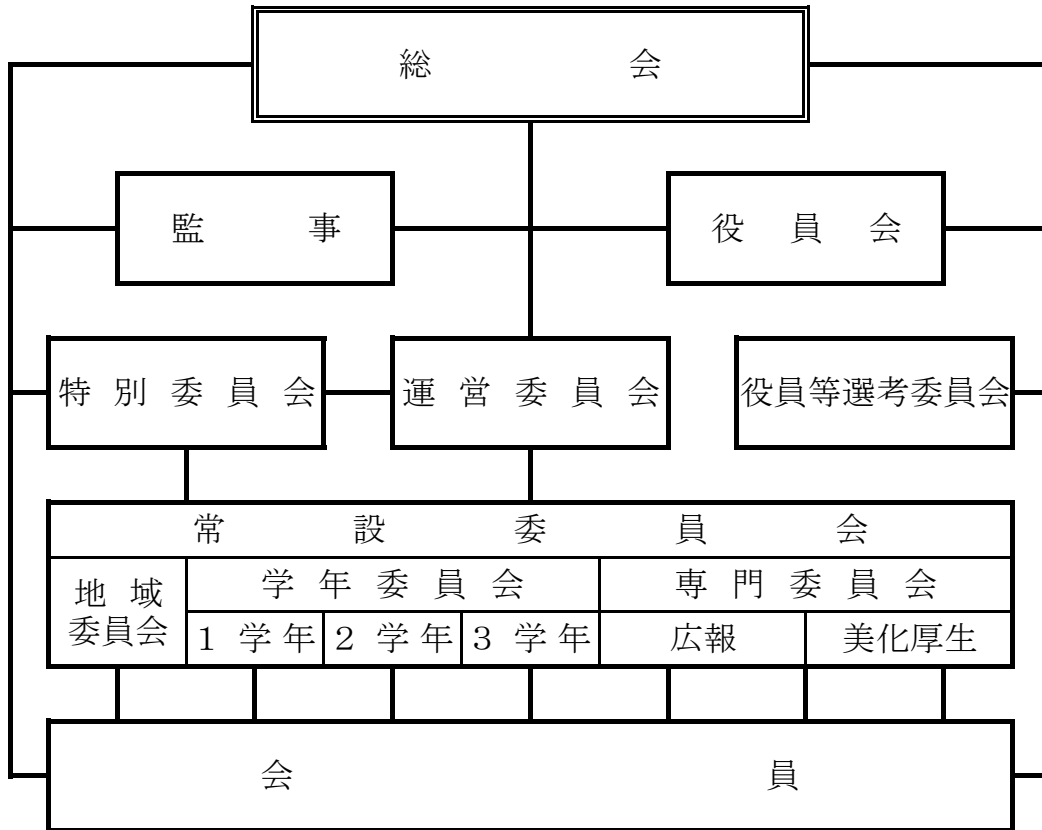 総会
監事
役員会
特別委員会
運営委員会
役員等選考委員会
常設委員会
地域
委員会
学年委員会
専門委員会
１学年
２学年
３学年
広報
美化厚生
会員